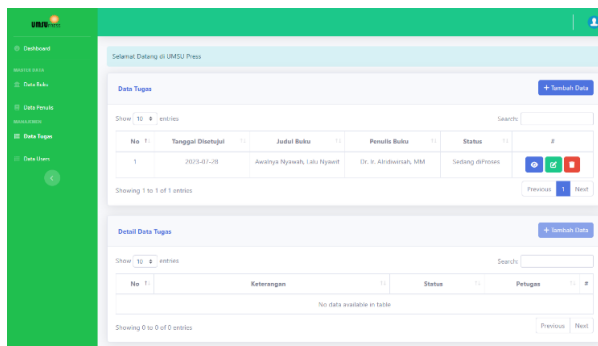 UMSU PRESS
Dashboard
MASTER DATA
Data Buku
Data Penulis
MANAJEMEN
Data Tugas
Data Users
Selamat Datang di UMSU Press
Data Tugas
+ Tambah Data
Show 10 entries
Search:
No Tanggal Disetujui Judul Buku Penulis Buku Status #
1 2023-07-28 Awalnya Nyawah, Lalu Nyawit Dr. Ir. MM Sedang diProses
Showing 1 to 1 of 1 entries
Previous 1 Next
Detail Data Tugas
+ Tambah Data
Show 10 entries
Search:
No Keterangan Status Petugas #
No data available in table
Showing 0 to 0 of 0 entries
Previous Next